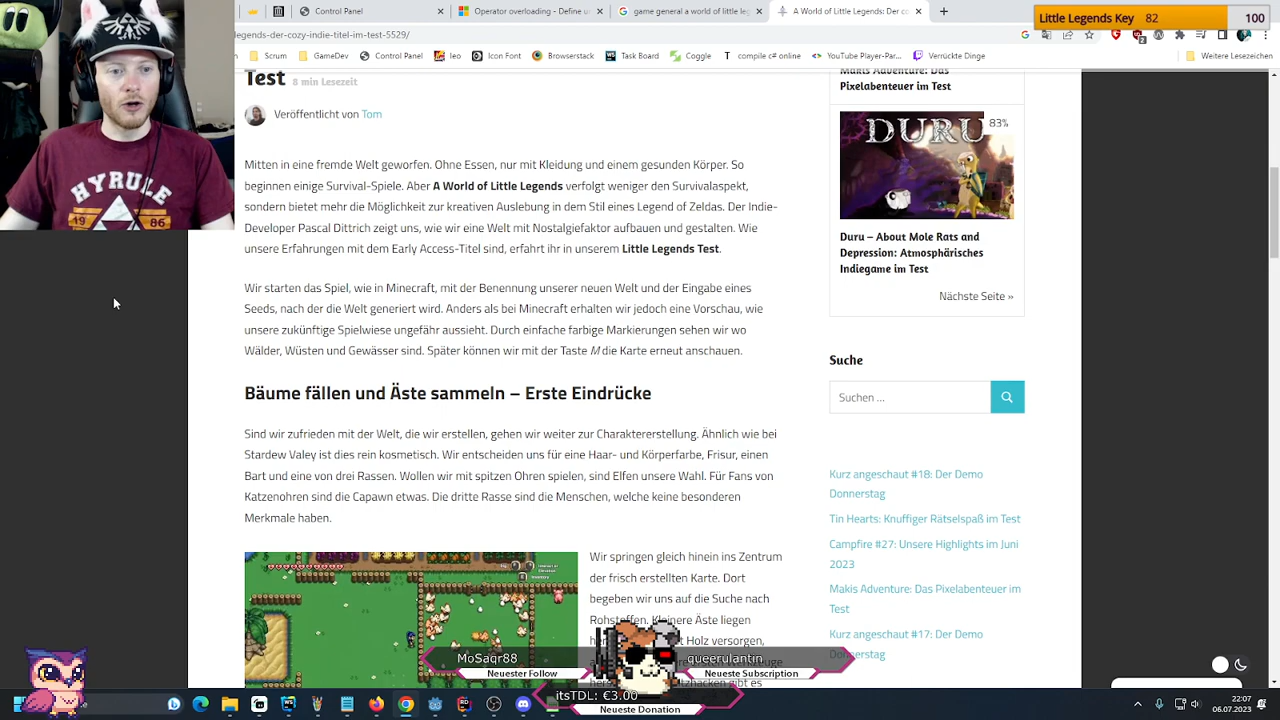 Control Panel
Operator overloading - Define u
game general a world of little leg
A World of Little Legends: Der co
Little Legends Key 82 100
legends-der-cozy-indie-titel-im-test-5529/
Scrum
GameDev
Control Panel
leo
Icon Font
Browserstack
Task Board
Goggle
compile c# online
YouTube Player-Par...
Verrückte Dinge
Weitere Lesezeichen
HYRULE
19 86
Test 8 min Lesezeit
Veröffentlicht von Tom
Mitten in eine fremde Welt geworfen. Ohne Essen, nur mit Kleidung und einem gesunden Körper. So
beginnen einige Survival-Spiele. Aber A World of Little Legends verfolgt weniger den Survivalaspekt,
sondern bietet mehr die Möglichkeit zur kreativen Auslebung in dem Stil eines Legend of Zeldas. Der Indie-
Developer Pascal Dittrich zeigt uns, wie wir eine Welt mit Nostalgiefaktor aufbauen und gestalten. Wie
unsere Erfahrungen mit dem Early Access-Titel sind, erfahrt ihr in unserem Little Legends Test.
Wir starten das Spiel, wie in Minecraft, mit der Benennung unserer neuen Welt und der Eingabe eines
Seeds, nach der die Welt generiert wird. Anders als bei Minecraft erhalten wir jedoch eine Vorschau, wie
unsere zukünftige Spielwiese ungefähr aussieht. Durch einfache farbige Markierungen sehen wir wo
Wälder, Wüsten und Gewässer sind. Später können wir mit der Taste M die Karte erneut anschauen.
Bäume fällen und Äste sammeln – Erste Eindrücke
Sind wir zufrieden mit der Welt, die wir erstellen, gehen wir weiter zur Charaktererstellung. Ähnlich wie bei
Stardew Valey ist dies rein kosmetisch. Wir entscheiden uns für eine Haar- und Körperfarbe, Frisur, einen
Bart und eine von drei Rassen. Wollen wir mit spitzen Ohren spielen, sind Elfen unsere Wahl. Für Fans von
Katzenohren sind die Capawn etwas. Die dritte Rasse sind die Menschen, welche keine besonderen
Merkmale haben.
Wir springen gleich hinein ins Zentrum
der frisch erstellten Karte. Dort
begeben wir uns auf die Suche nach
Rohstoffen. Kleinere Äste liegen
t Holz versorgen,
Makis Adventure: Das
Pixelabenteuer im Test
DURU
83%
Duru – About Mole Rats and
Depression: Atmosphärisches
Indiegame im Test
Nächste Seite »
Suche
Suchen …
Kurz angeschaut #18: Der Demo
Donnerstag
Tin Hearts: Knuffiger Rätselspaß im Test
Campfire #27: Unsere Highlights im Juni
2023
Makis Adventure: Das Pixelabenteuer im
Test
Kurz angeschaut #17: Der Demo
MoSaqr88
Neuester Follow
queerulantin
Neueste Subscription
itsTDL: €3.00
Neueste Donation
22:07
06.07.2023